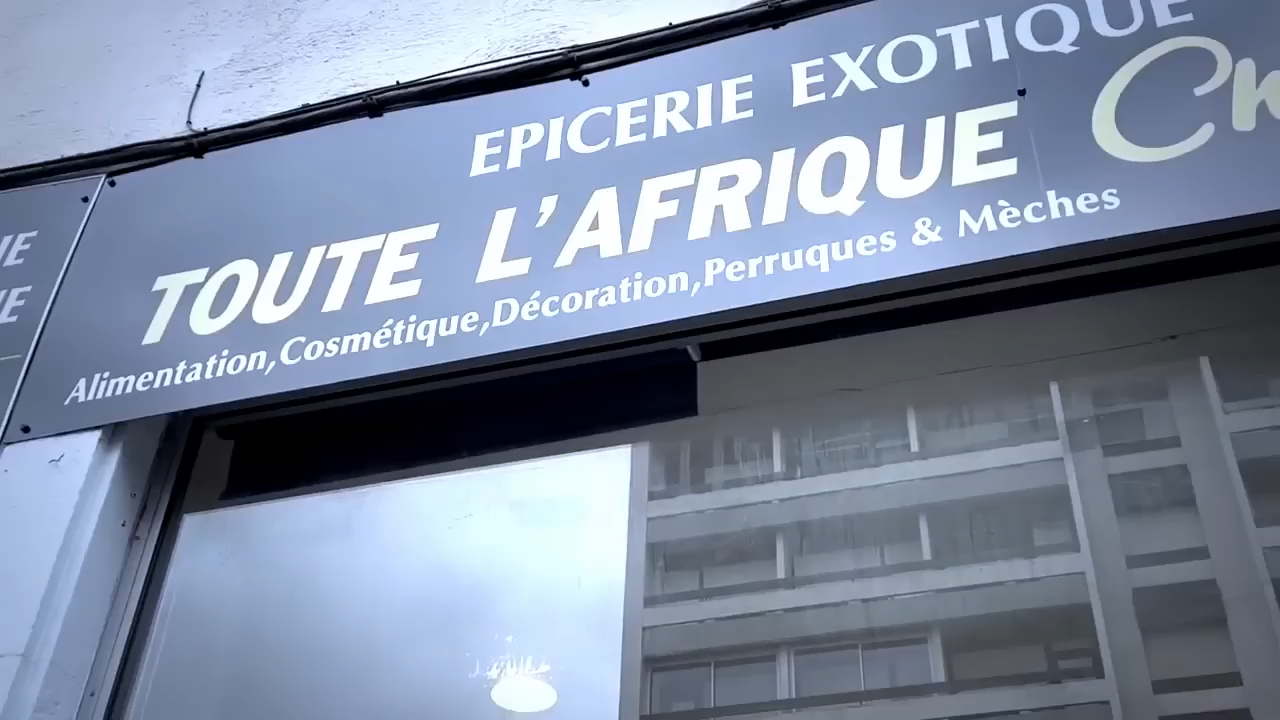 EPICERIE EXOTIQUE
TOUTE L'AFRIQUE
Alimentation,Cosmétique,Décoration,Perruques & Mèches